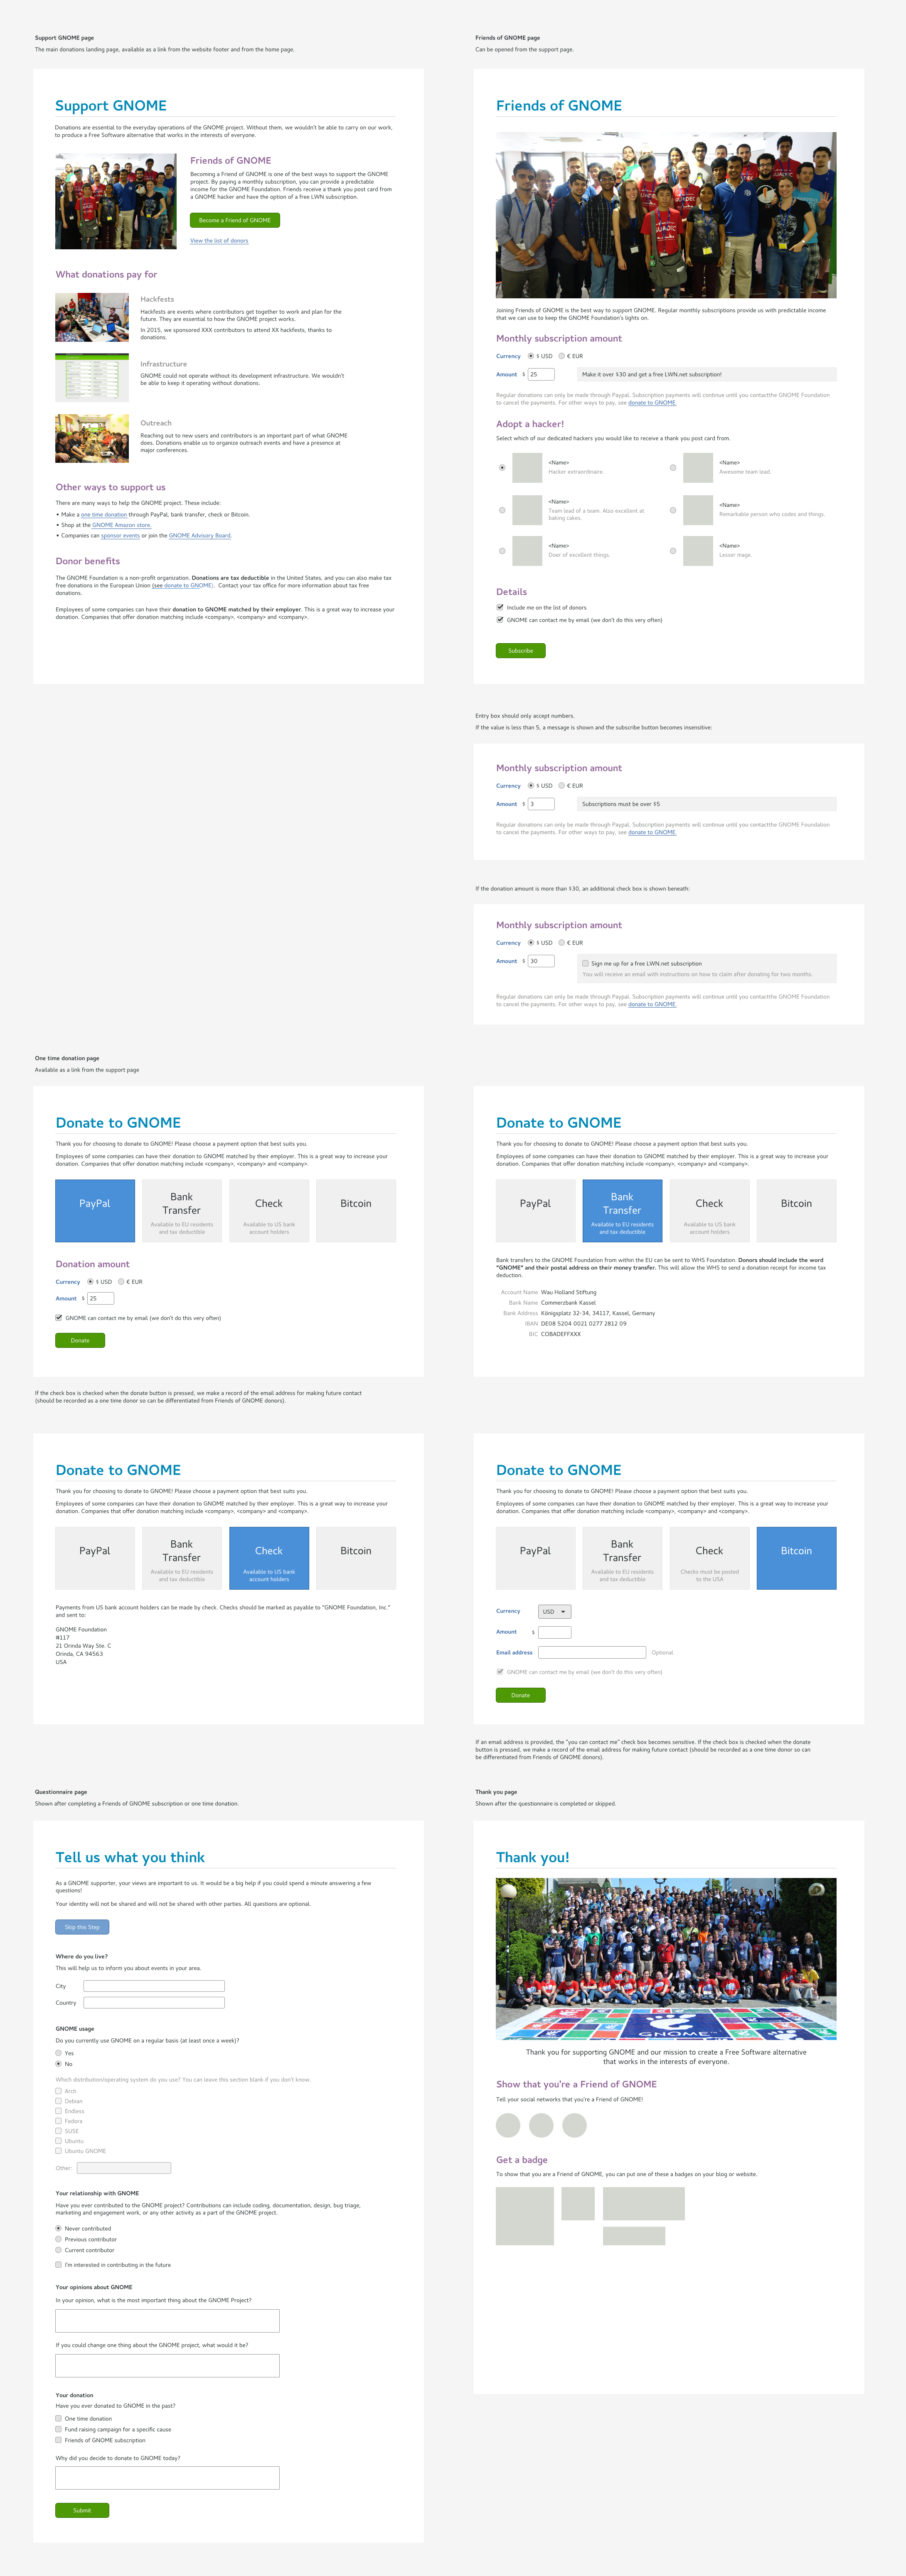 Support GNOME page
The main donations landing page, available as a link from the website footer and from the home page.
Support GNOME
Donations are essential to the everyday operations of the GNOME project. Without them, we wouldn't be able to carry on our work,
to produce a Free Software alternative that works in the interests of everyone.
Friends of GNOME
Becoming a Friend of GNOME is one of the best ways to support the GNOME
project. By paying a monthly subscription, you can provide a predictable
income for the GNOME Foundation. Friends receive a thank you post card from
a GNOME hacker and have the option of a free LWN subscription.
Become a Friend of GNOME
View the list of donors
What donations pay for
Hackfests
Hackfests are events where contributors get together to work and plan for the
future. They are essential to how the GNOME project works.
In 2015, we sponsored XXX contributors to attend XX hackfests, thanks to
donations.
Infrastructure
GNOME could not operate without its development infrastructure. We wouldn't
be able to keep it operating without donations.
Outreach
Reaching out to new users and contributors is an important part of what GNOME
does. Donations enable us to organise outreach events and have a presence at
major conferences.
Other ways to support us
There are many ways to help the GNOME project. These include:
• Make a one time donation through PayPal, bank transfer, check or Bitcoin.
• Shop at the GNOME Amazon store.
• Companies can sponsor events or join the GNOME Advisory Board.
Donor benefits
The GNOME Foundation is a non-profit organization. Donations are tax deductible in the United States, and you can also make tax
free donations in the European Union (see donate to GNOME). Contact your tax office for more information about tax free
donations.
Employees of some companies can have their donation to GNOME matched by their employer. This is a great way to increase your
donation. Companies that offer donation matching include <company>, <company> and <company>.
Friends of GNOME page
Can be opened from the support page.
Friends of GNOME
Joining Friends of GNOME is the best way to support GNOME. Regular monthly subscriptions provide us with predictable income
that we can use to keep the GNOME Foundation's lights on.
Monthly subscription amount
Currency $ USD € EUR
Amount $ 25 Make it over $30 and get a free LWN.net subscription!
Regular donations can only be made through Paypal. Subscription payments will continue until you contactthe GNOME Foundation
to cancel the payments. For other ways to pay, see donate to GNOME.
Adopt a hacker!
Select which of our dedicated hackers you would like to receive a thank you post card from.
<Name>
Hacker extraordinaire.
<Name>
Awesome team lead.
<Name>
Team lead of a team. Also excellent at
baking cakes.
<Name>
Remarkable person who codes and things.
<Name>
Doer of excellent things.
<Name>
Lesser mage.
Details
Include me on the list of donors
GNOME can contact me by email (we don't do this very often)
Subscribe
Entry box should only accept numbers.
If the value is less than 5, a message is shown and the subscribe button becomes insensitive:
Monthly subscription amount
Currency $ USD € EUR
Amount $ 3 Subscriptions must be over $5
Regular donations can only be made through Paypal. Subscription payments will continue until you contactthe GNOME Foundation
to cancel the payments. For other ways to pay, see donate to GNOME.
If the donation amount is more than $30, an additional check box is shown beneath:
Monthly subscription amount
Currency $ USD € EUR
Amount $ 30 Sign me up for a free LWN.net subscription
You will receive an email with instructions on how to claim after donating for two months.
Regular donations can only be made through Paypal. Subscription payments will continue until you contactthe GNOME Foundation
to cancel the payments. For other ways to pay, see donate to GNOME.
One time donation page
Available as a link from the support page
Donate to GNOME
Thank you for choosing to donate to GNOME! Please choose a payment option that best suits you.
Employees of some companies can have their donation to GNOME matched by their employer. This is a great way to increase your
donation. Companies that offer donation matching include <company>, <company> and <company>.
PayPal
Bank
Transfer
Available to EU residents
and tax deductible
Check
Available to US bank
account holders
Bitcoin
Donation amount
Currency $ USD € EUR
Amount $ 25
GNOME can contact me by email (we don't do this very often)
Donate
If the check box is checked when the donate button is pressed, we make a record of the email address for making future contact
(should be recorded as a one time donor so can be differentiated from Friends of GNOME donors).
Donate to GNOME
Thank you for choosing to donate to GNOME! Please choose a payment option that best suits you.
Employees of some companies can have their donation to GNOME matched by their employer. This is a great way to increase your
donation. Companies that offer donation matching include <company>, <company> and <company>.
PayPal
Bank
Transfer
Available to EU residents
and tax deductible
Check
Available to US bank
account holders
Bitcoin
Bank transfers to the GNOME Foundation from within the EU can be sent to WHS Foundation. Donors should include the word
"GNOME" and their postal address on their money transfer. This will allow the WHS to send a donation receipt for income tax
deduction.
Account Name Wau Holland Stiftung
Bank Name Commerzbank Kassel
Bank Address Königsplatz 32-34, 34117, Kassel, Germany
IBAN DE08 5204 0021 0277 2812 09
BIC COBADEFFXXX
Donate to GNOME
Thank you for choosing to donate to GNOME! Please choose a payment option that best suits you.
Employees of some companies can have their donation to GNOME matched by their employer. This is a great way to increase your
donation. Companies that offer donation matching include <company>, <company> and <company>.
PayPal
Bank
Transfer
Available to EU residents
and tax deductible
Check
Available to US bank
account holders
Bitcoin
Payments from US bank account holders can be made by check. Checks should be marked as payable to "GNOME Foundation, Inc."
and sent to:
GNOME Foundation
#117
21 Orinda Way Ste. C
Orinda, CA 94563
USA
Donate to GNOME
Thank you for choosing to donate to GNOME! Please choose a payment option that best suits you.
Employees of some companies can have their donation to GNOME matched by their employer. This is a great way to increase your
donation. Companies that offer donation matching include <company>, <company> and <company>.
PayPal
Bank
Transfer
Available to EU residents
and tax deductible
Check
Checks must be posted
to the USA
Bitcoin
Currency USD
Amount $
Email address Optional
GNOME can contact me by email (we don't do this very often)
Donate
If an email address is provided, the "you can contact me" check box becomes sensitive. If the check box is checked when the donate
button is pressed, we make a record of the email address for making future contact (should be recorded as a one time donor so can
be differentiated from Friends of GNOME donors).
Questionnaire page
Shown after completing a Friends of GNOME subscription or one time donation.
Tell us what you think
As a GNOME supporter, your views are important to us. It would be a big help if you could spend a minute answering a few
questions!
Your identity will not be shared and will not be shared with other parties. All questions are optional.
Skip this Step
Where do you live?
This will help us to inform you about events in your area.
City
Country
GNOME usage
Do you currently use GNOME on a regular basis (at least once a week)?
Yes
No
Which distribution/operating system do you use? You can leave this section blank if you don't know.
Arch
Debian
Endless
Fedora
SUSE
Ubuntu
Ubuntu GNOME
Other:
Your relationship with GNOME
Have you ever contributed to the GNOME project? Contributions can include coding, documentation, design, bug triage,
marketing and engagement work, or any other activity as a part of the GNOME project.
Never contributed
Previous contributor
Current contributor
I'm interested in contributing in the future
Your opinions about GNOME
In your opinion, what is the most important thing about the GNOME Project?
If you could change one thing about the GNOME project, what would it be?
Your donation
Have you ever donated to GNOME in the past?
One time donation
Fund raising campaign for a specific cause
Friends of GNOME subscription
Why did you decide to donate to GNOME today?
Submit
Thank you page
Shown after the questionnaire is completed or skipped.
Thank you!
GNOME
Thank you for supporting GNOME and our mission to create a Free Software alternative
that works in the interests of everyone.
Show that you're a Friend of GNOME
Tell your social networks that you're a Friend of GNOME!
Get a badge
To show that you are a Friend of GNOME, you can put one of these a badges on your blog or website.